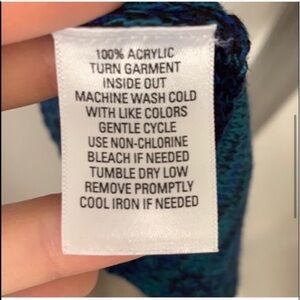 100% ACRYLIC
TURN GARMENT
INSIDE OUT
MACHINE WASH COLD
WITH LIKE COLORS
GENTLE CYCLE
USE NON-CHLORINE
BLEACH IF NEEDED
TUMBLE DRY LOW
REMOVE PROMPTLY
COOL IRON IF NEEDED